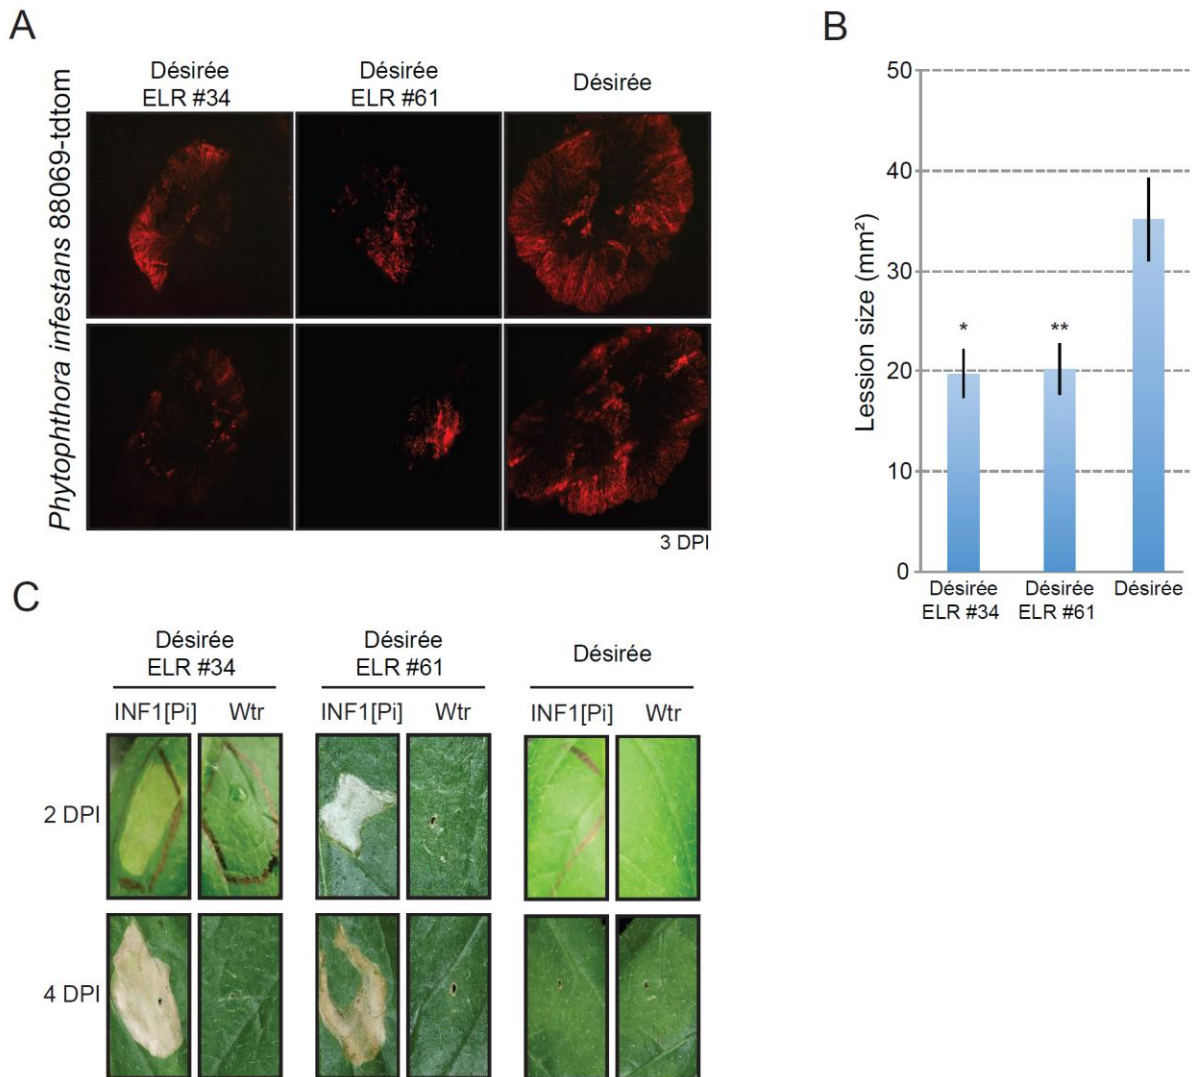 A
Désirée
ELR #34
Désirée
ELR #61
Désirée
Phytophthora infestans 88069-tdtom
3 DPI
B
50
40
30
20
10
0
Lession size (mm²)
*
**
Désirée
ELR #34
Désirée
ELR #61
Désirée
C
Désirée
ELR #34
Désirée
ELR #61
Désirée
INF1[Pi] Wtr INF1[Pi] Wtr INF1[Pi] Wtr
2 DPI
4 DPI